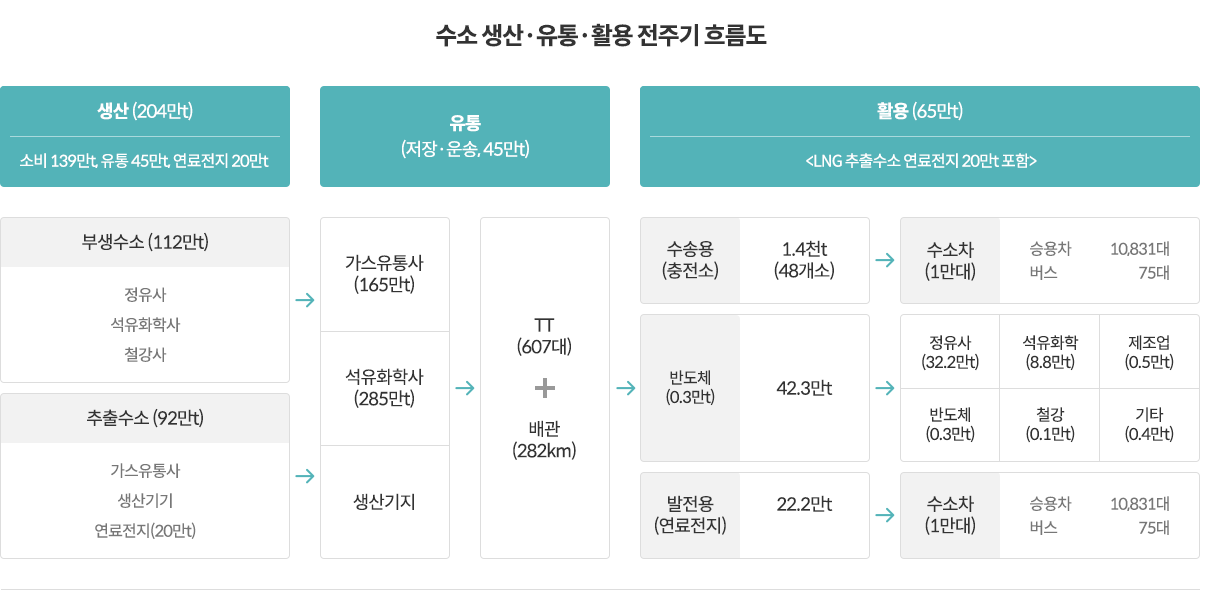 수소 생산·유통·활용 전주기 흐름도
생산 (204만t)
소비 139만t, 유통 45만t, 연료전지 20만t
유통
(저장·운송, 45만t)
활용 (65만t)
<LNG 추출수소 연료전지 20만t 포함>
부생수소 (112만t)
정유사
석유화학사
철강사
추출수소 (92만t)
가스유통사
생산기기
연료전지(20만t)
가스유통사
(165만t)
석유화학사
(285만t)
생산기지
TT
(607대)
+
배관
(282km)
수송용
(충전소)
1.4천t
(48개소)
수소차
(1만대)
승용차 10,831대
버스 75대
반도체
(0.3만t)
42.3만t
정유사
(32.2만t)
석유화학
(8.8만t)
제조업
(0.5만t)
반도체
(0.3만t)
철강
(0.1만t)
기타
(0.4만t)
발전용
(연료전지)
22.2만t
수소차
(1만대)
승용차 10,831대
버스 75대